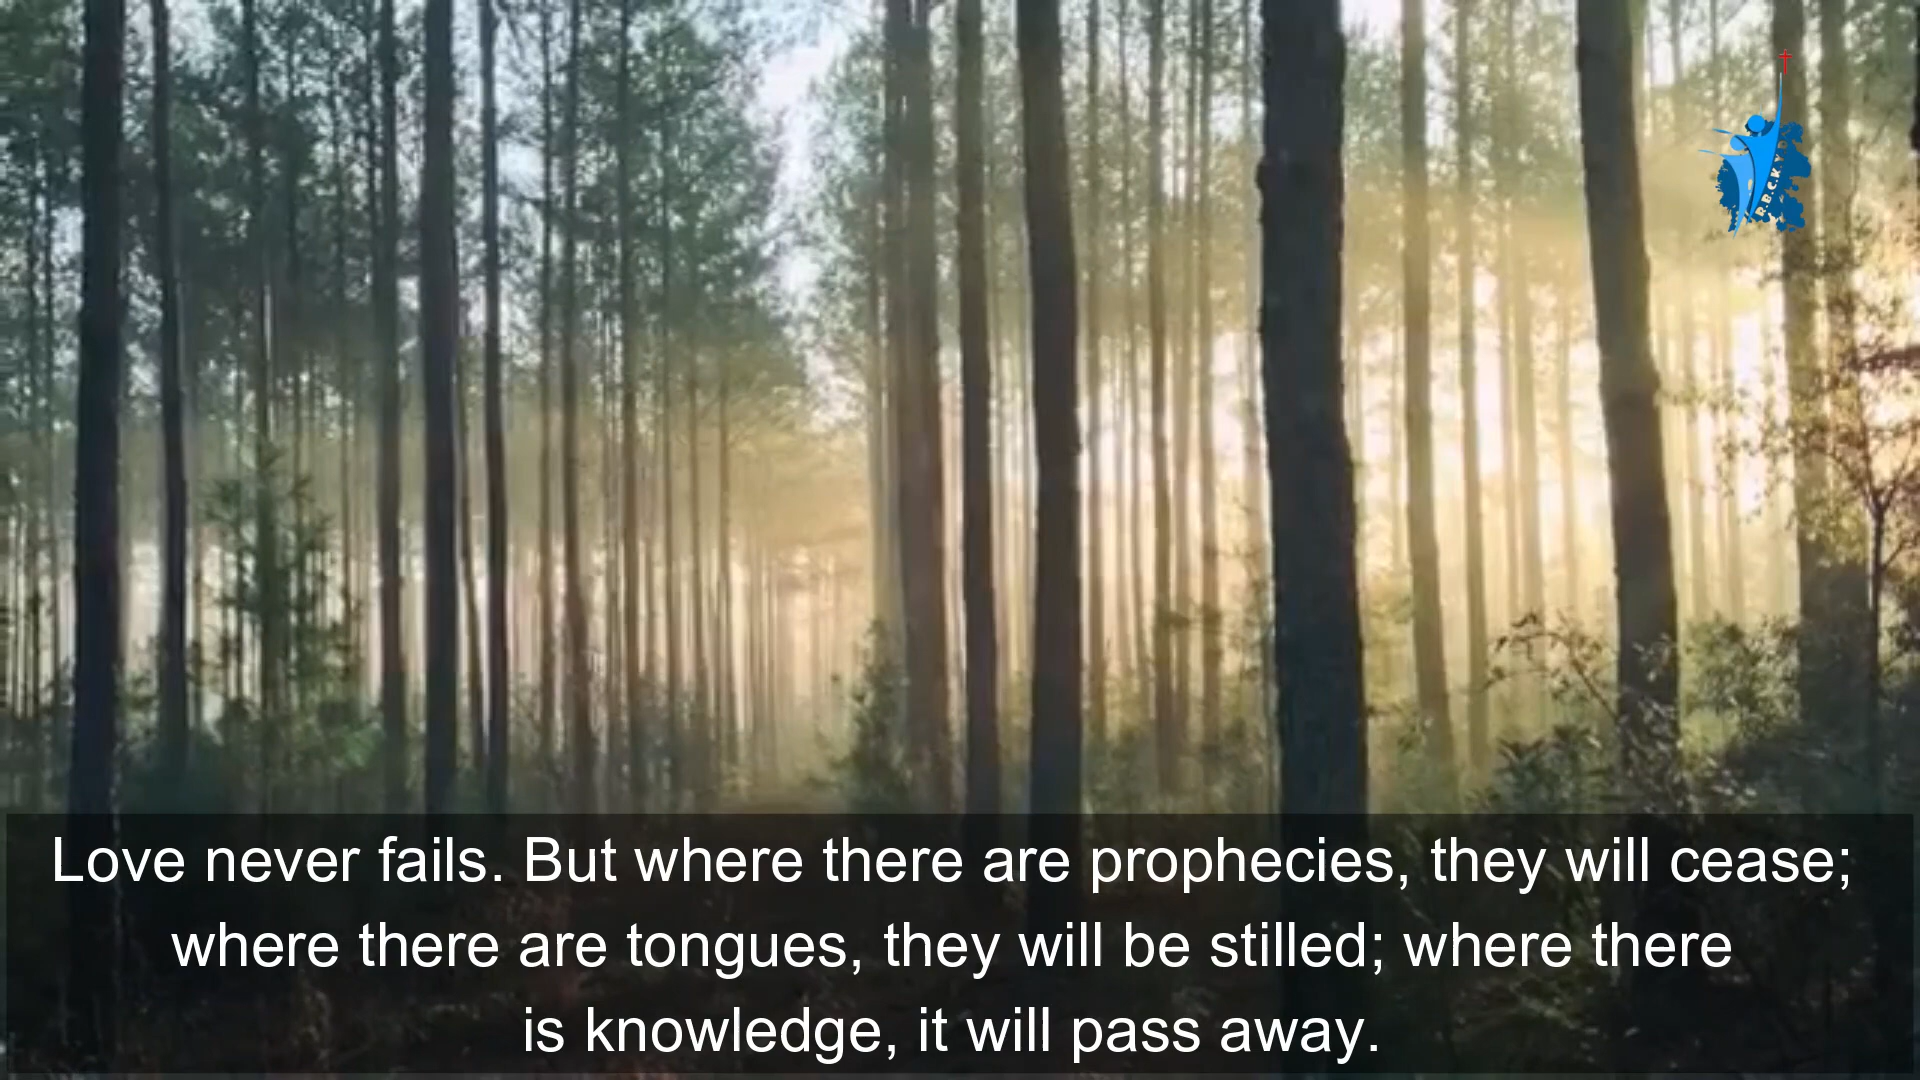 Love never fails. But where there are prophecies, they will cease;
where there are tongues, they will be stilled; where there
is knowledge, it will pass away.